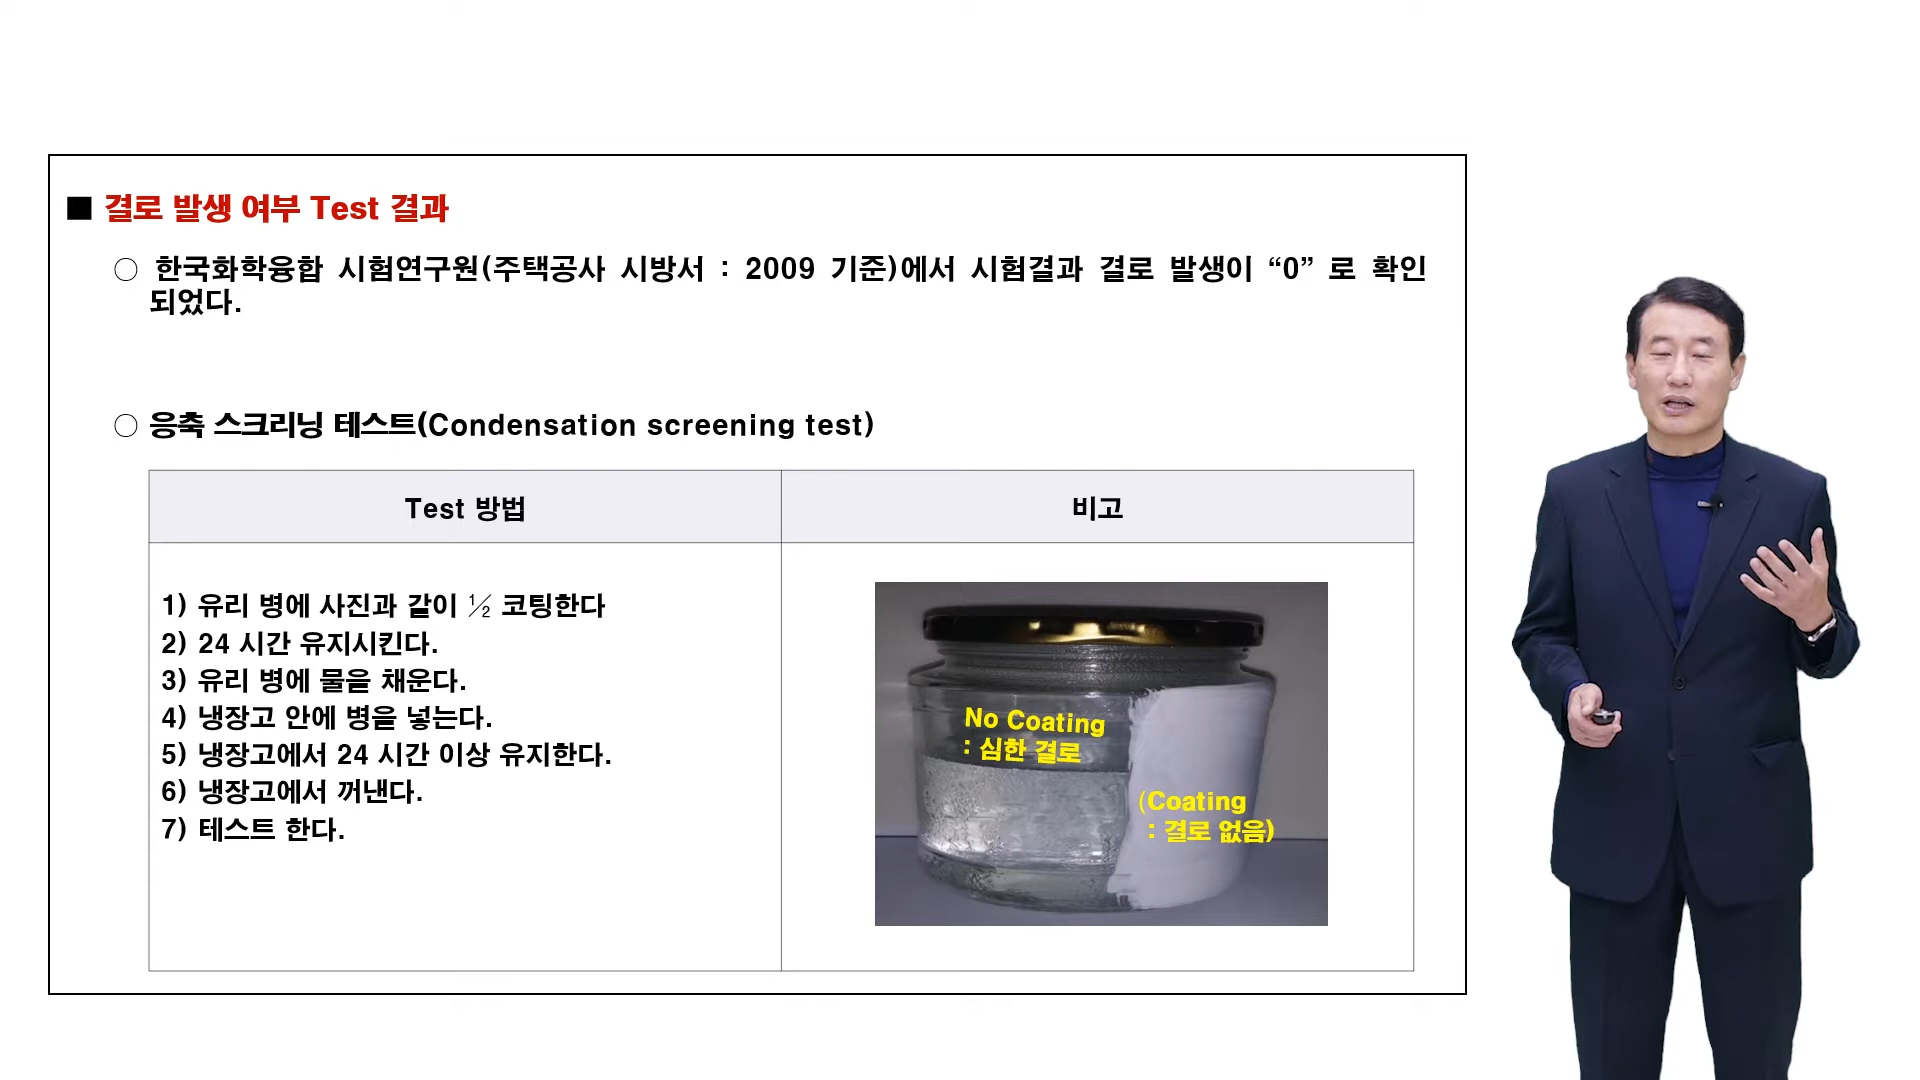 ■ 결로 발생 여부 Test 결과
○ 한국화학융합 시험연구원(주택공사 시방서 : 2009 기준)에서 시험결과 결로 발생이 “0” 로 확인
되었다.
○ 응축 스크리닝 테스트(Condensation screening test)
Test 방법
비고
1) 유리 병에 사진과 같이 ½ 코팅한다
2) 24 시간 유지시킨다.
3) 유리 병에 물을 채운다.
4) 냉장고 안에 병을 넣는다.
5) 냉장고에서 24 시간 이상 유지한다.
6) 냉장고에서 꺼낸다.
7) 테스트 한다.
No Coating
: 심한 결로
(Coating
: 결로 없음)